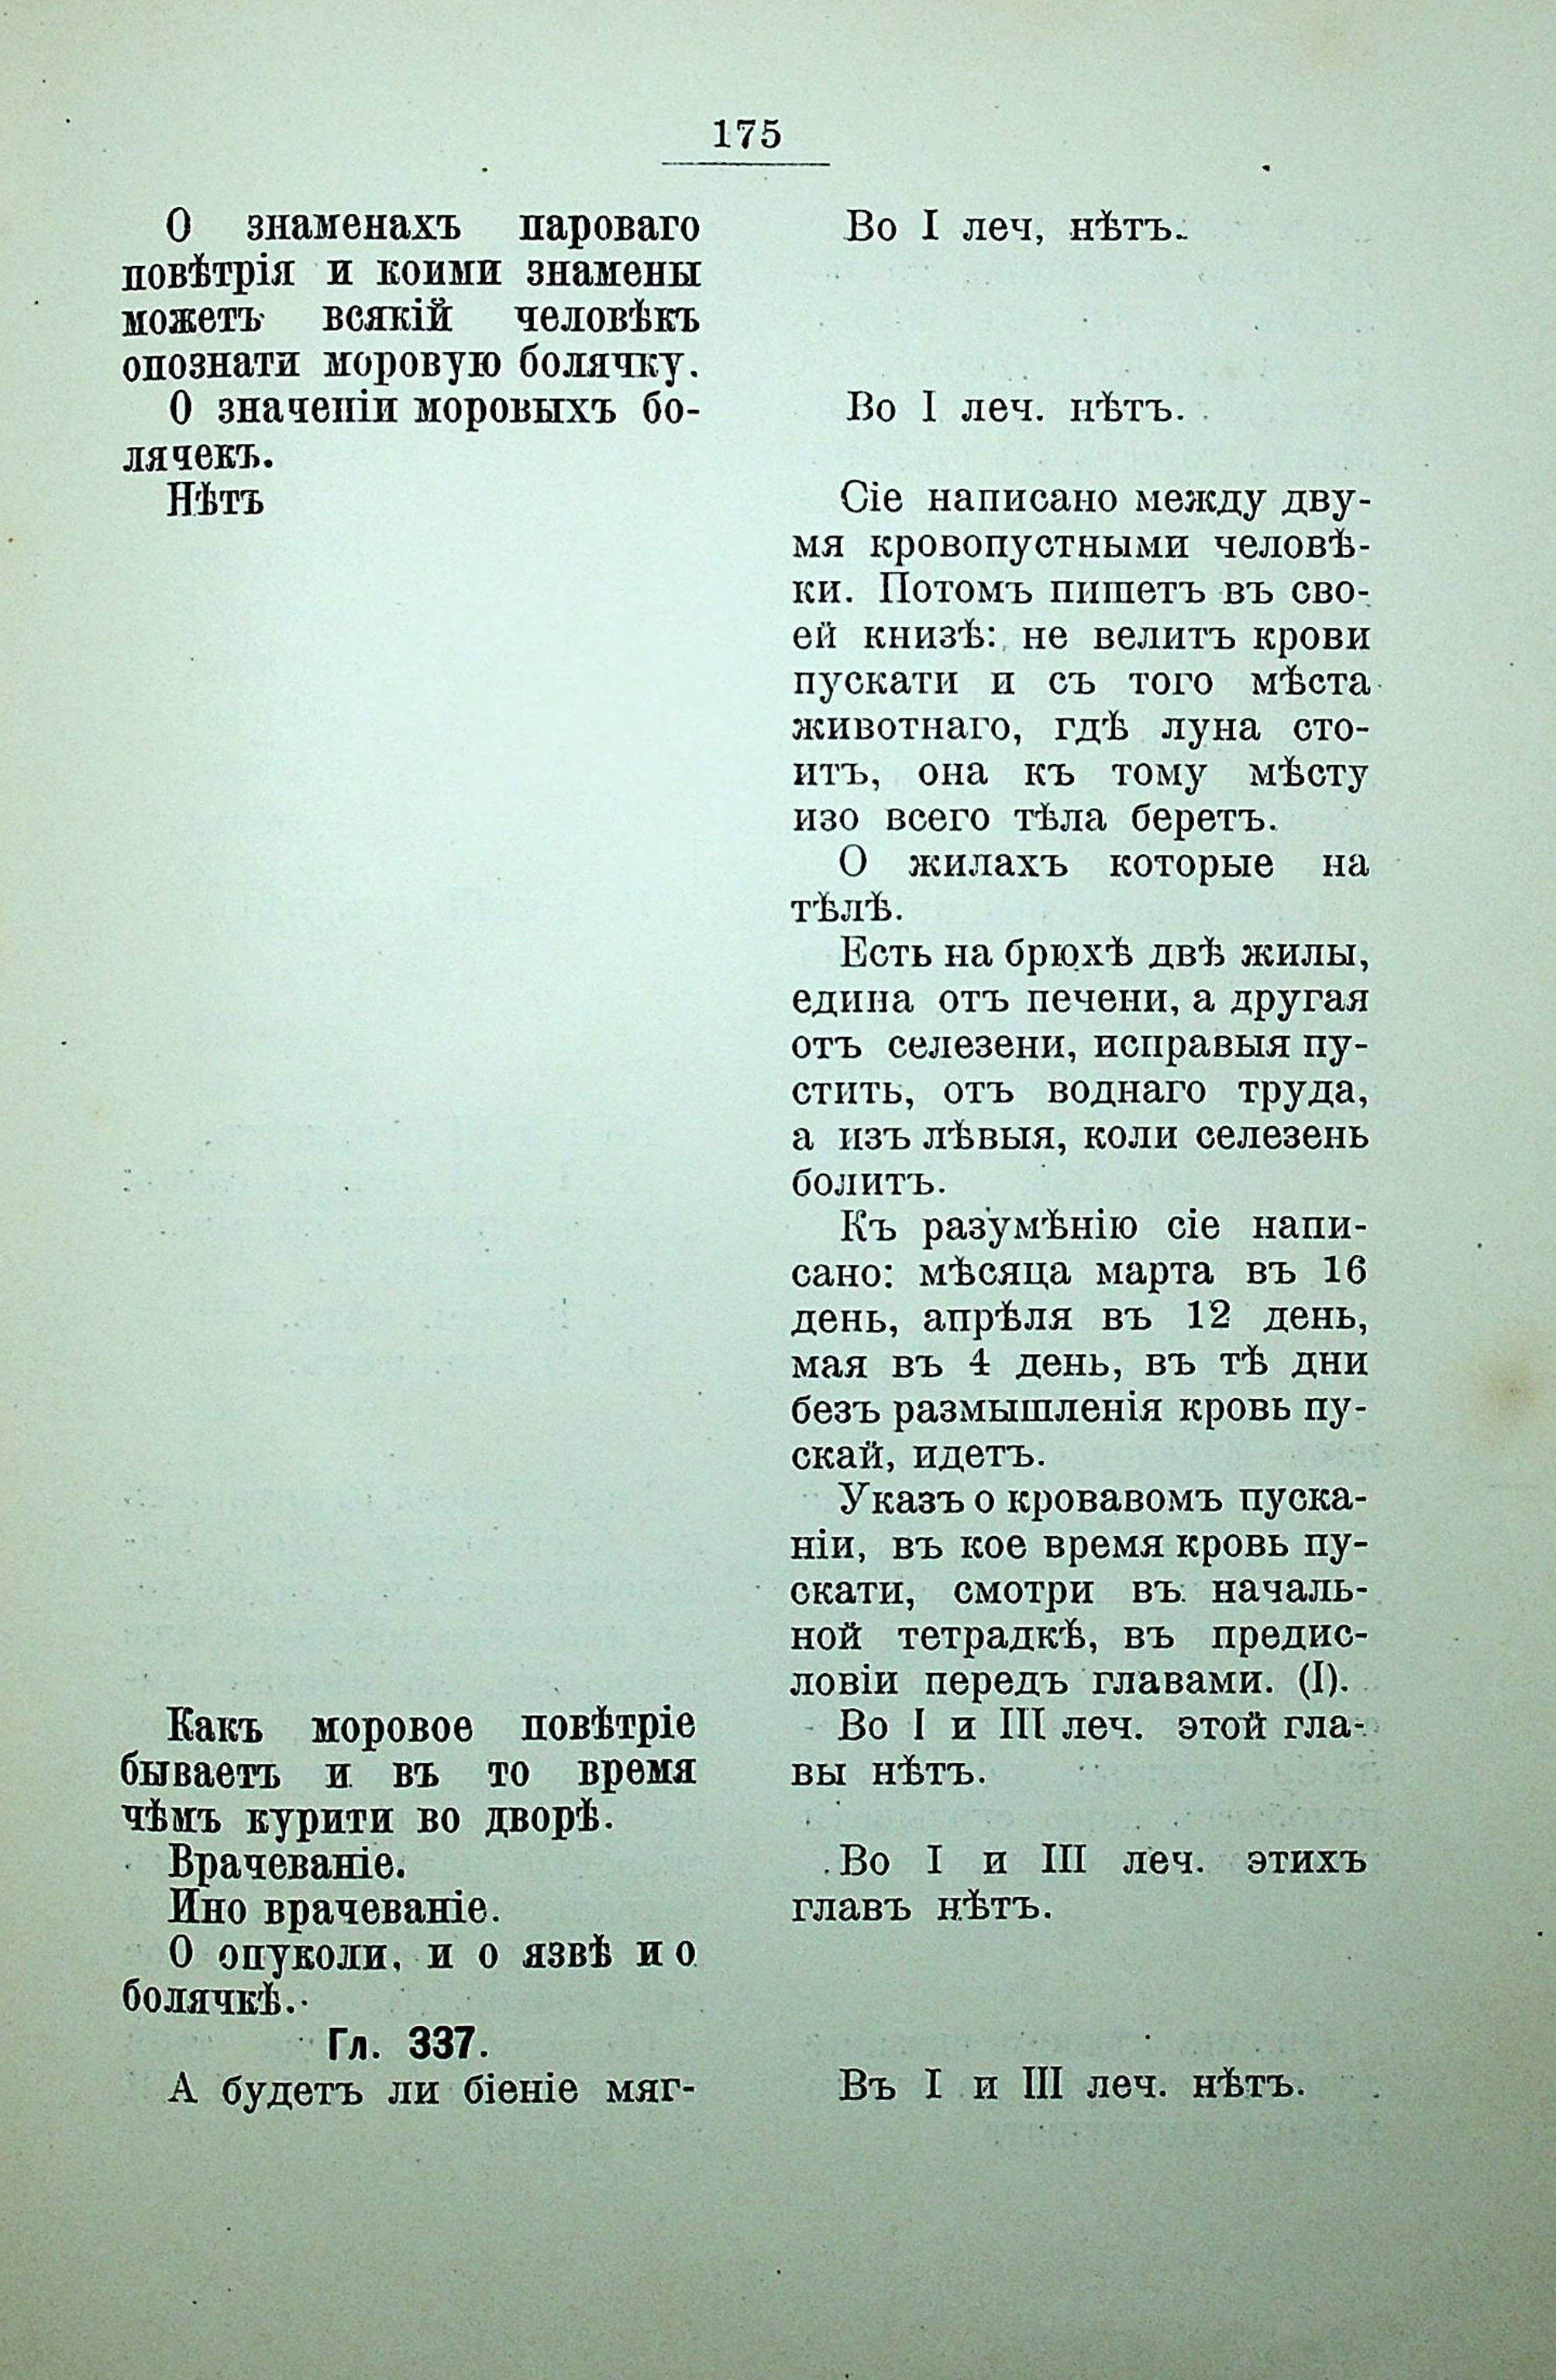 175
О знаменахъ пароваго
повѣтрія и коими знамены
можетъ всякій человѣкъ
опознати моровую болячку.
О значеніи моровыхъ бо-
лячекъ.
Нѣтъ
Какъ моровое повѣтріе
бываетъ и въ то время
чѣмъ курити во дворѣ.
Врачеваніе.
Ино врачеваніе.
О опуколи, и о язвѣ и о
болячкѣ.
Гл. 337.
А будетъ ли біеніе мяг-
Во I леч, нѣтъ.
Во I леч. нѣтъ.
Сіе написано между дву-
мя кровопустными человѣ-
ки. Потомъ пишетъ въ сво-
ей книзѣ: не велитъ крови
пускати и съ того мѣста
животнаго, гдѣ луна сто-
итъ, она къ тому мѣсту
изо всего тѣла беретъ.
О жилахъ которые на
тѣлѣ.
Есть на брюхѣ двѣ жилы,
едина отъ печени, а другая
отъ селезени, исправыя пу-
стить, отъ воднаго труда,
а изъ лѣвыя, коли селезень
болитъ.
Къ разумѣнію сіе напи-
сано: мѣсяца марта въ 16
день, апрѣля въ 12 день,
мая въ 4 день, въ тѣ дни
безъ размышленія кровь пу-
скай, идетъ.
Указъ о кровавомъ пуска-
ніи, въ кое время кровь пу-
скати, смотри въ началь-
ной тетрадкѣ, въ предис-
ловіи передъ главами. (I).
Во I и III леч. этой гла-
вы нѣтъ.
Во I и III леч. этихъ
главъ нѣтъ.
Въ I и III леч. нѣтъ.